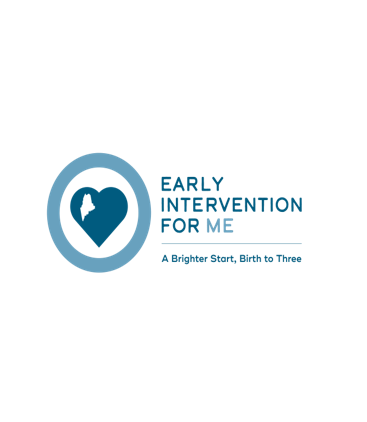 EARLY
INTERVENTION
FOR ME
A Brighter Start, Birth to Three